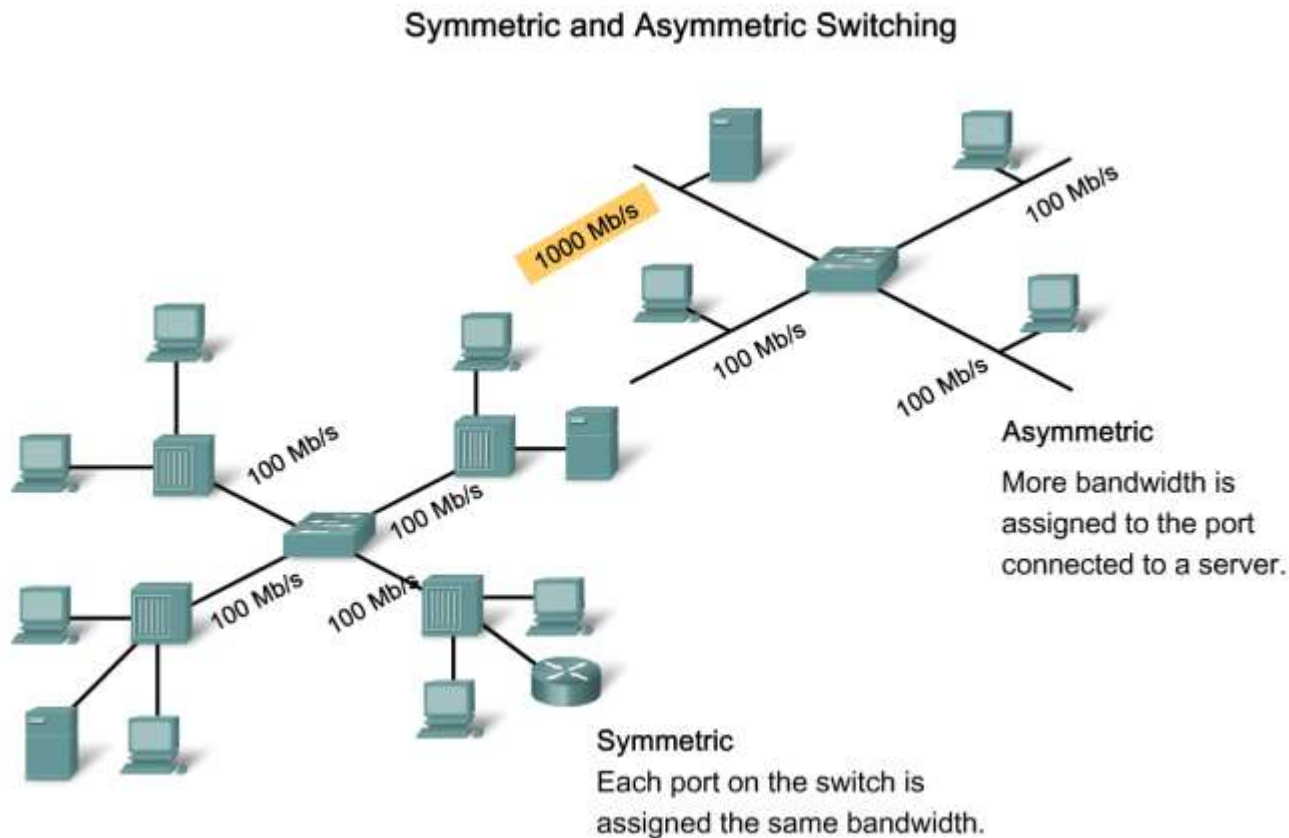 Symmetric and Asymmetric Switching
1000 Mb/s
100 Mb/s
100 Mb/s
100 Mb/s
Asymmetric
More bandwidth is
assigned to the port
connected to a server.
100 Mb/s
100 Mb/s
100 Mb/s
100 Mb/s
Symmetric
Each port on the switch is
assigned the same bandwidth.